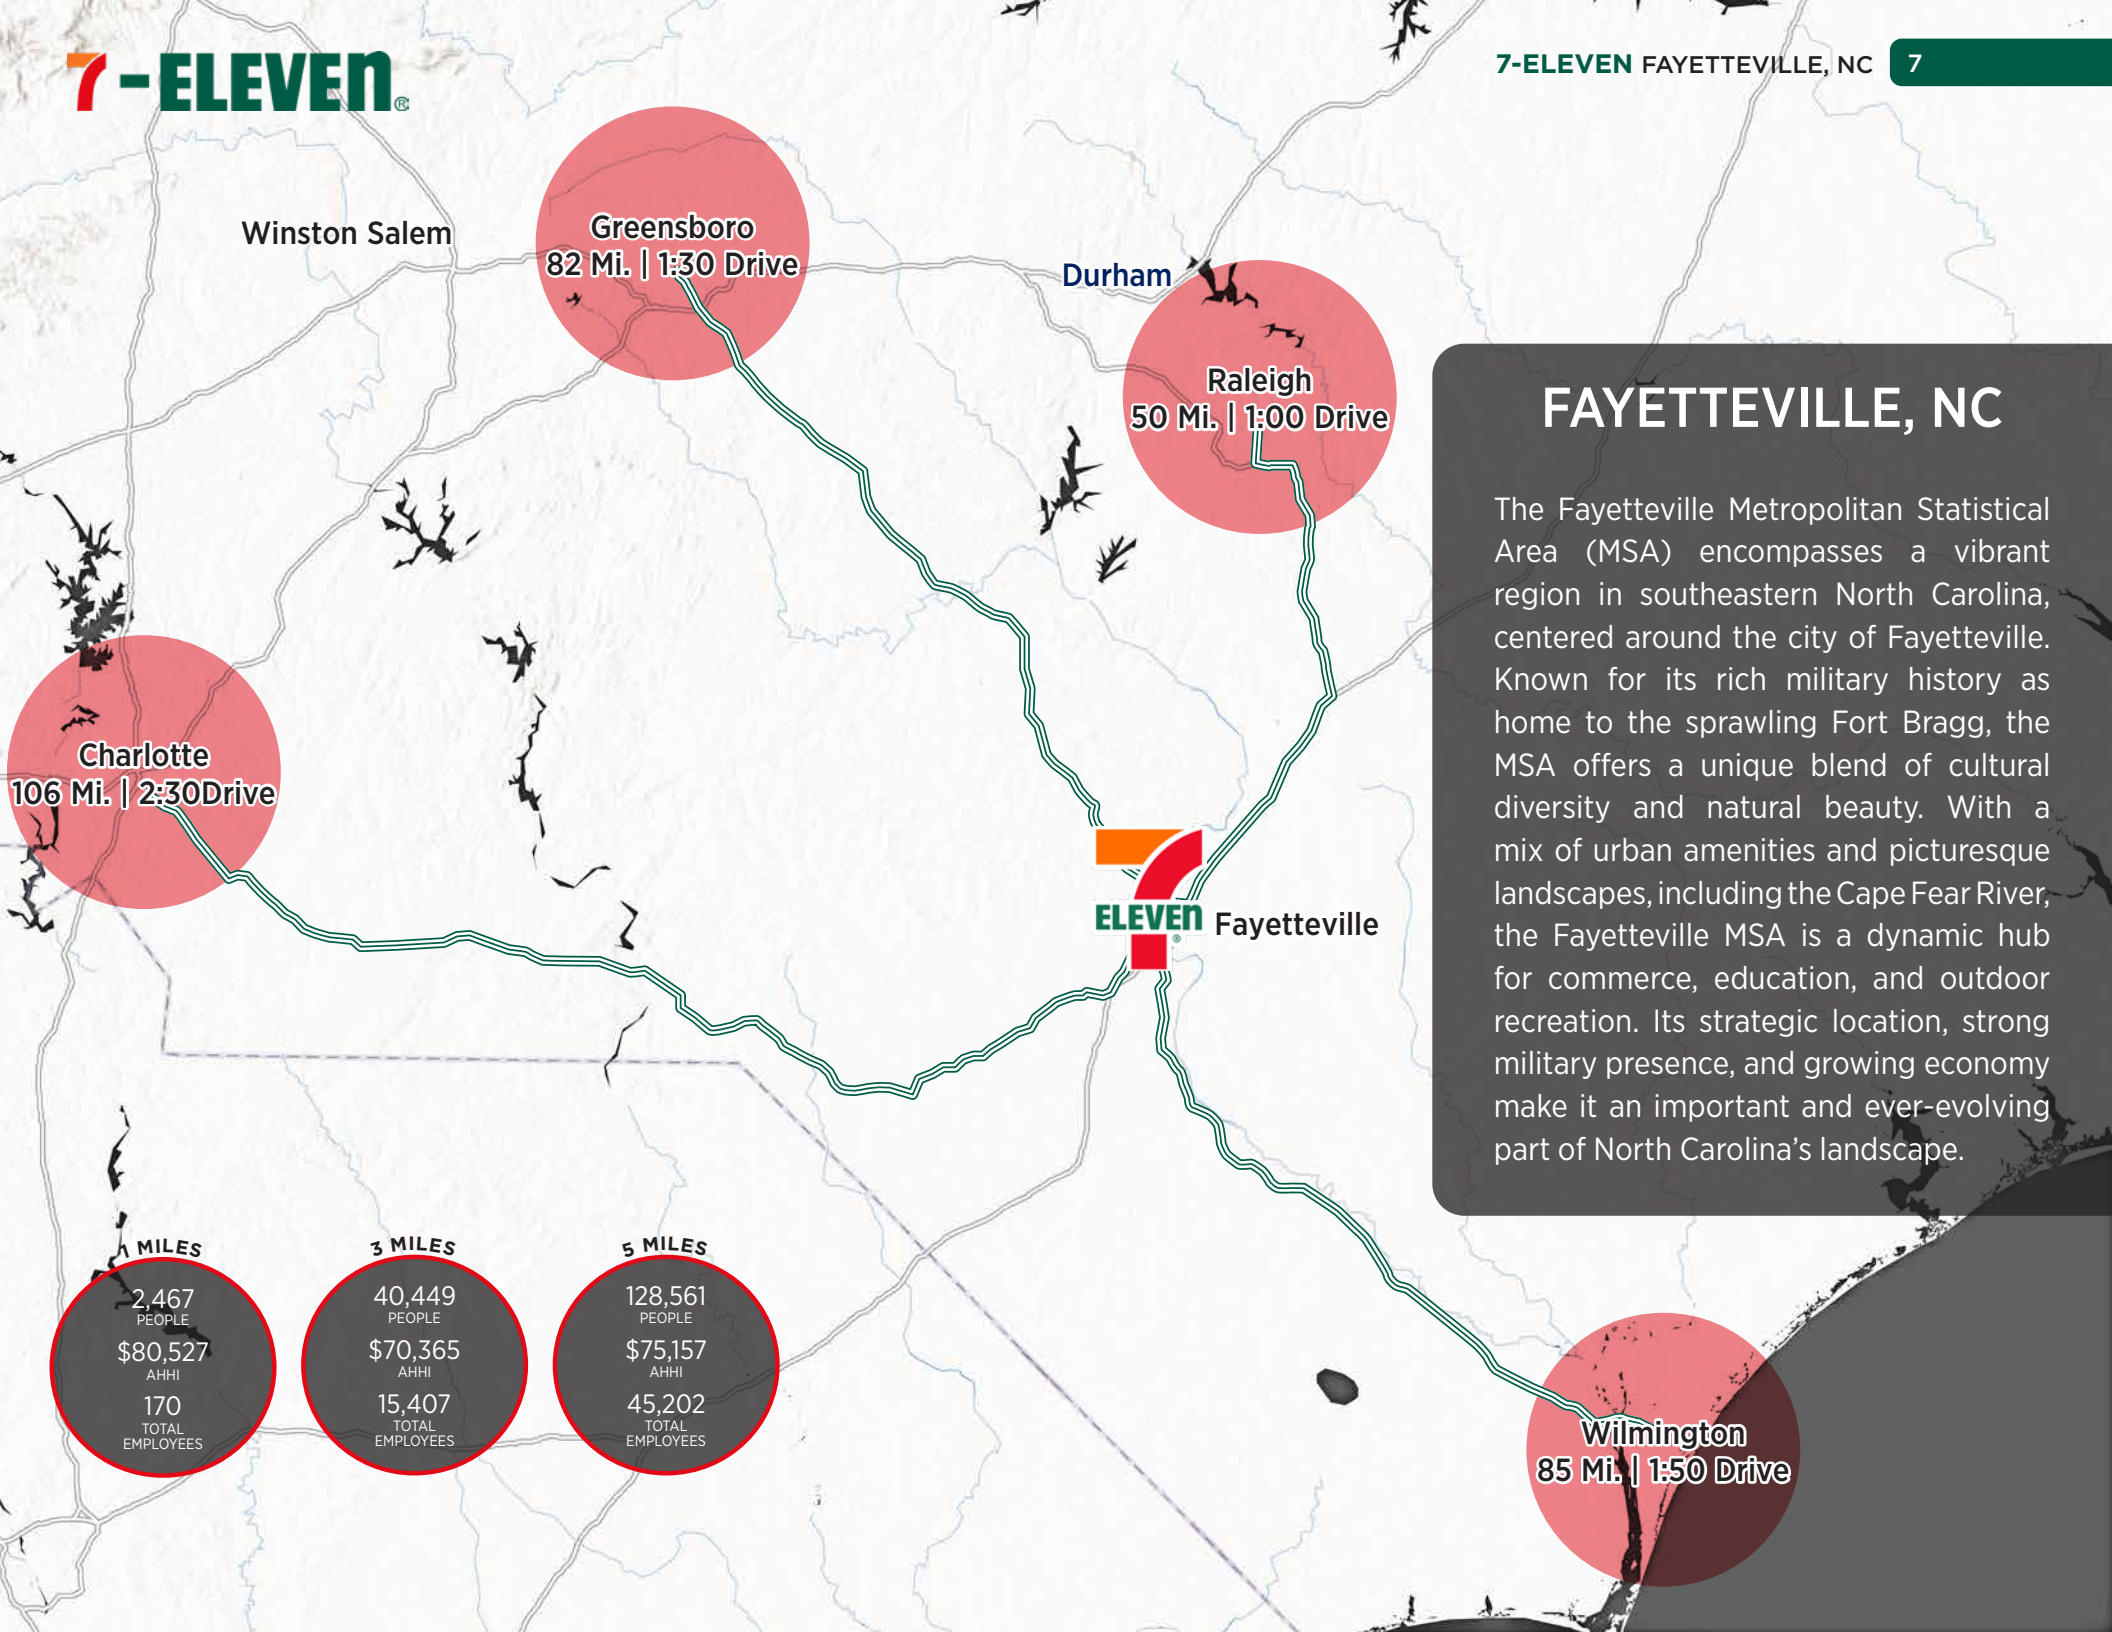 7-ELEVEN®
7-ELEVEN FAYETTEVILLE, NC 7
Winston Salem
Greensboro
82 Mi. | 1:30 Drive
Durham
Raleigh
50 Mi. | 1:00 Drive
Charlotte
106 Mi. | 2:30Drive
7
ELEVEN®
Fayetteville
Wilmington
85 Mi. | 1:50 Drive
FAYETTEVILLE, NC
The Fayetteville Metropolitan Statistical
Area (MSA) encompasses a vibrant
region in southeastern North Carolina,
centered around the city of Fayetteville.
Known for its rich military history as
home to the sprawling Fort Bragg, the
MSA offers a unique blend of cultural
diversity and natural beauty. With a
mix of urban amenities and picturesque
landscapes, including the Cape Fear River,
the Fayetteville MSA is a dynamic hub
for commerce, education, and outdoor
recreation. Its strategic location, strong
military presence, and growing economy
make it an important and ever-evolving
part of North Carolina's landscape.
1 MILES
2,467
PEOPLE
$80,527
AHHI
170
TOTAL
EMPLOYEES
3 MILES
40,449
PEOPLE
$70,365
AHHI
15,407
TOTAL
EMPLOYEES
5 MILES
128,561
PEOPLE
$75,157
AHHI
45,202
TOTAL
EMPLOYEES